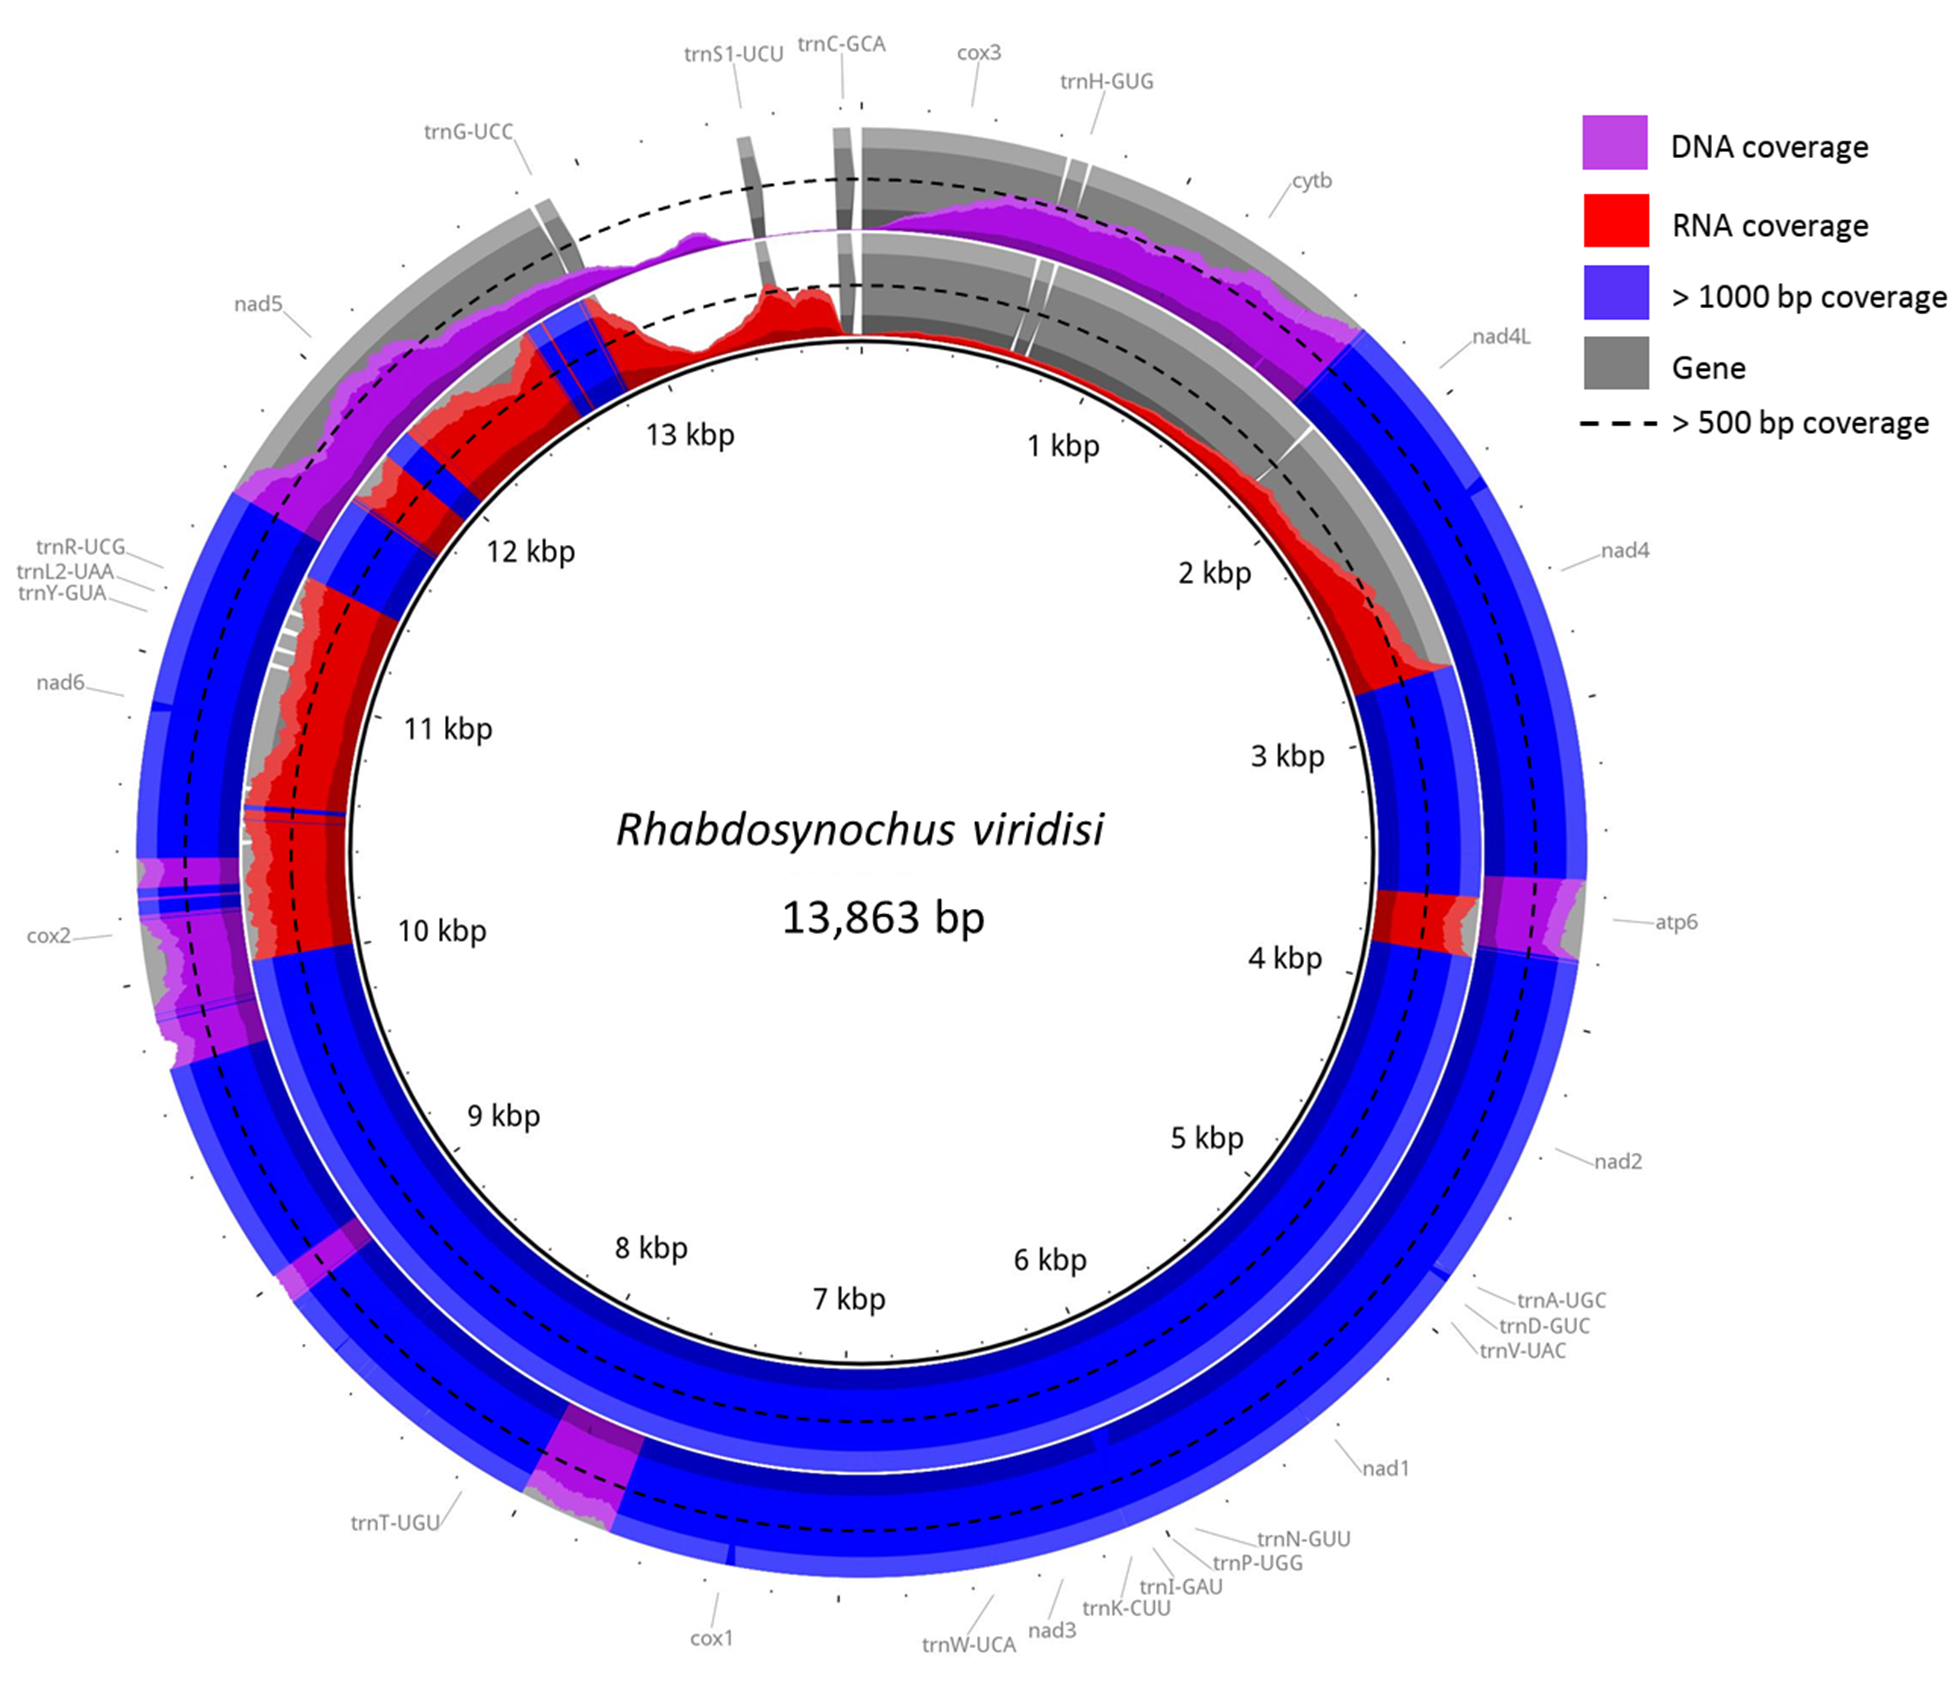 trnS1-UCU
trnC-GCA
cox3
trnH-GUG
trnG-UCC
cytb
nad5
nad4L
trnR-UCG
trnL2-UAA
trnY-GUA
nad4
nad6
cox2
atp6
nad2
trnA-UGC
trnD-GUC
trnV-UAC
nad1
trnT-UGU
trnN-GUU
trnP-UGG
trnI-GAU
trnK-CUU
nad3
trnW-UCA
cox1
DNA coverage
RNA coverage
> 1000 bp coverage
Gene
> 500 bp coverage
13 kbp
1 kbp
12 kbp
2 kbp
11 kbp
3 kbp
10 kbp
4 kbp
9 kbp
5 kbp
8 kbp
6 kbp
7 kbp
Rhabdosynochus viridisi
13,863 bp